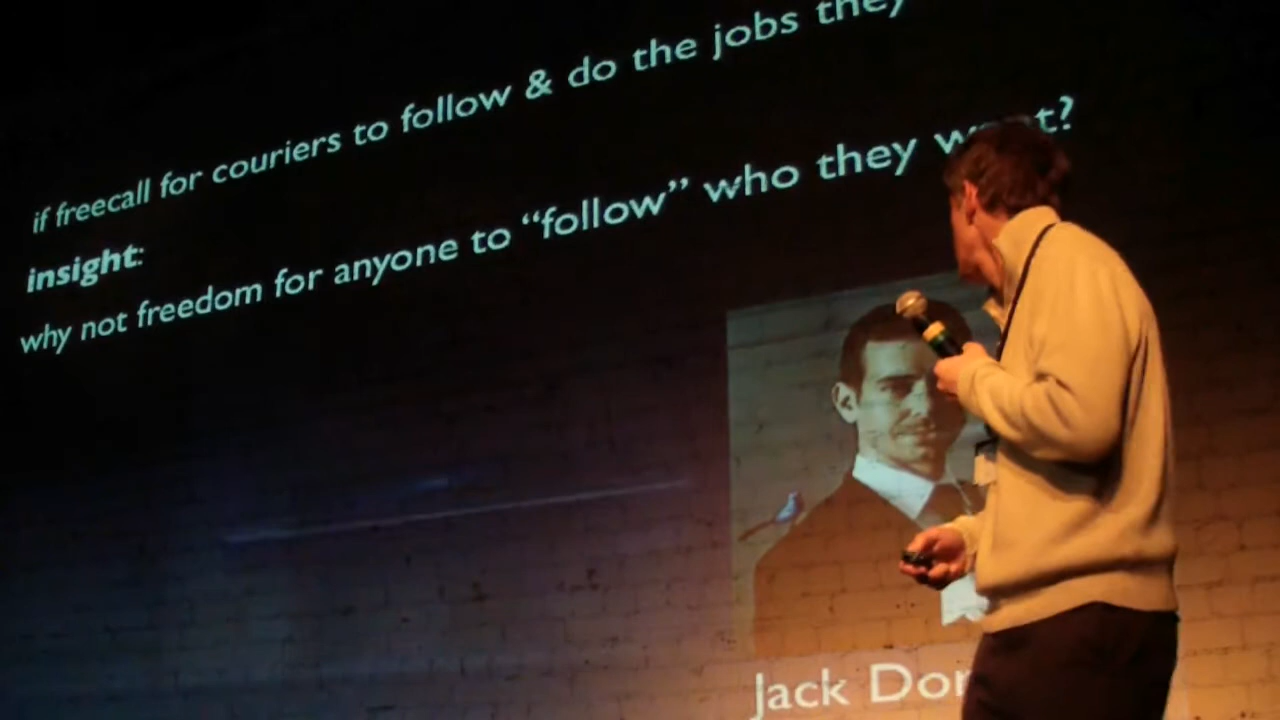 if freecall for couriers to follow & do the jobs they
insight:
why not freedom for anyone to “follow” who they
Jack